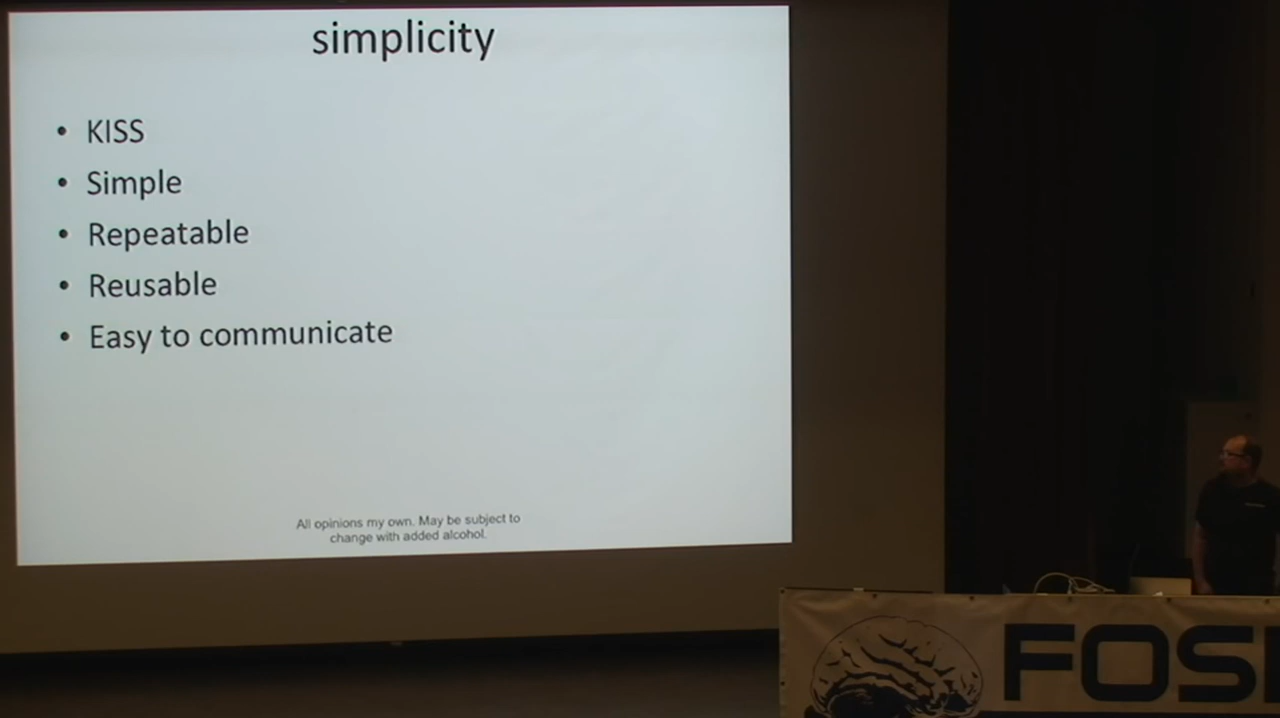 simplicity
• KISS
• Simple
• Repeatable
• Reusable
• Easy to communicate
All opinions my own. May be subject to
change with added alcohol.
FOS